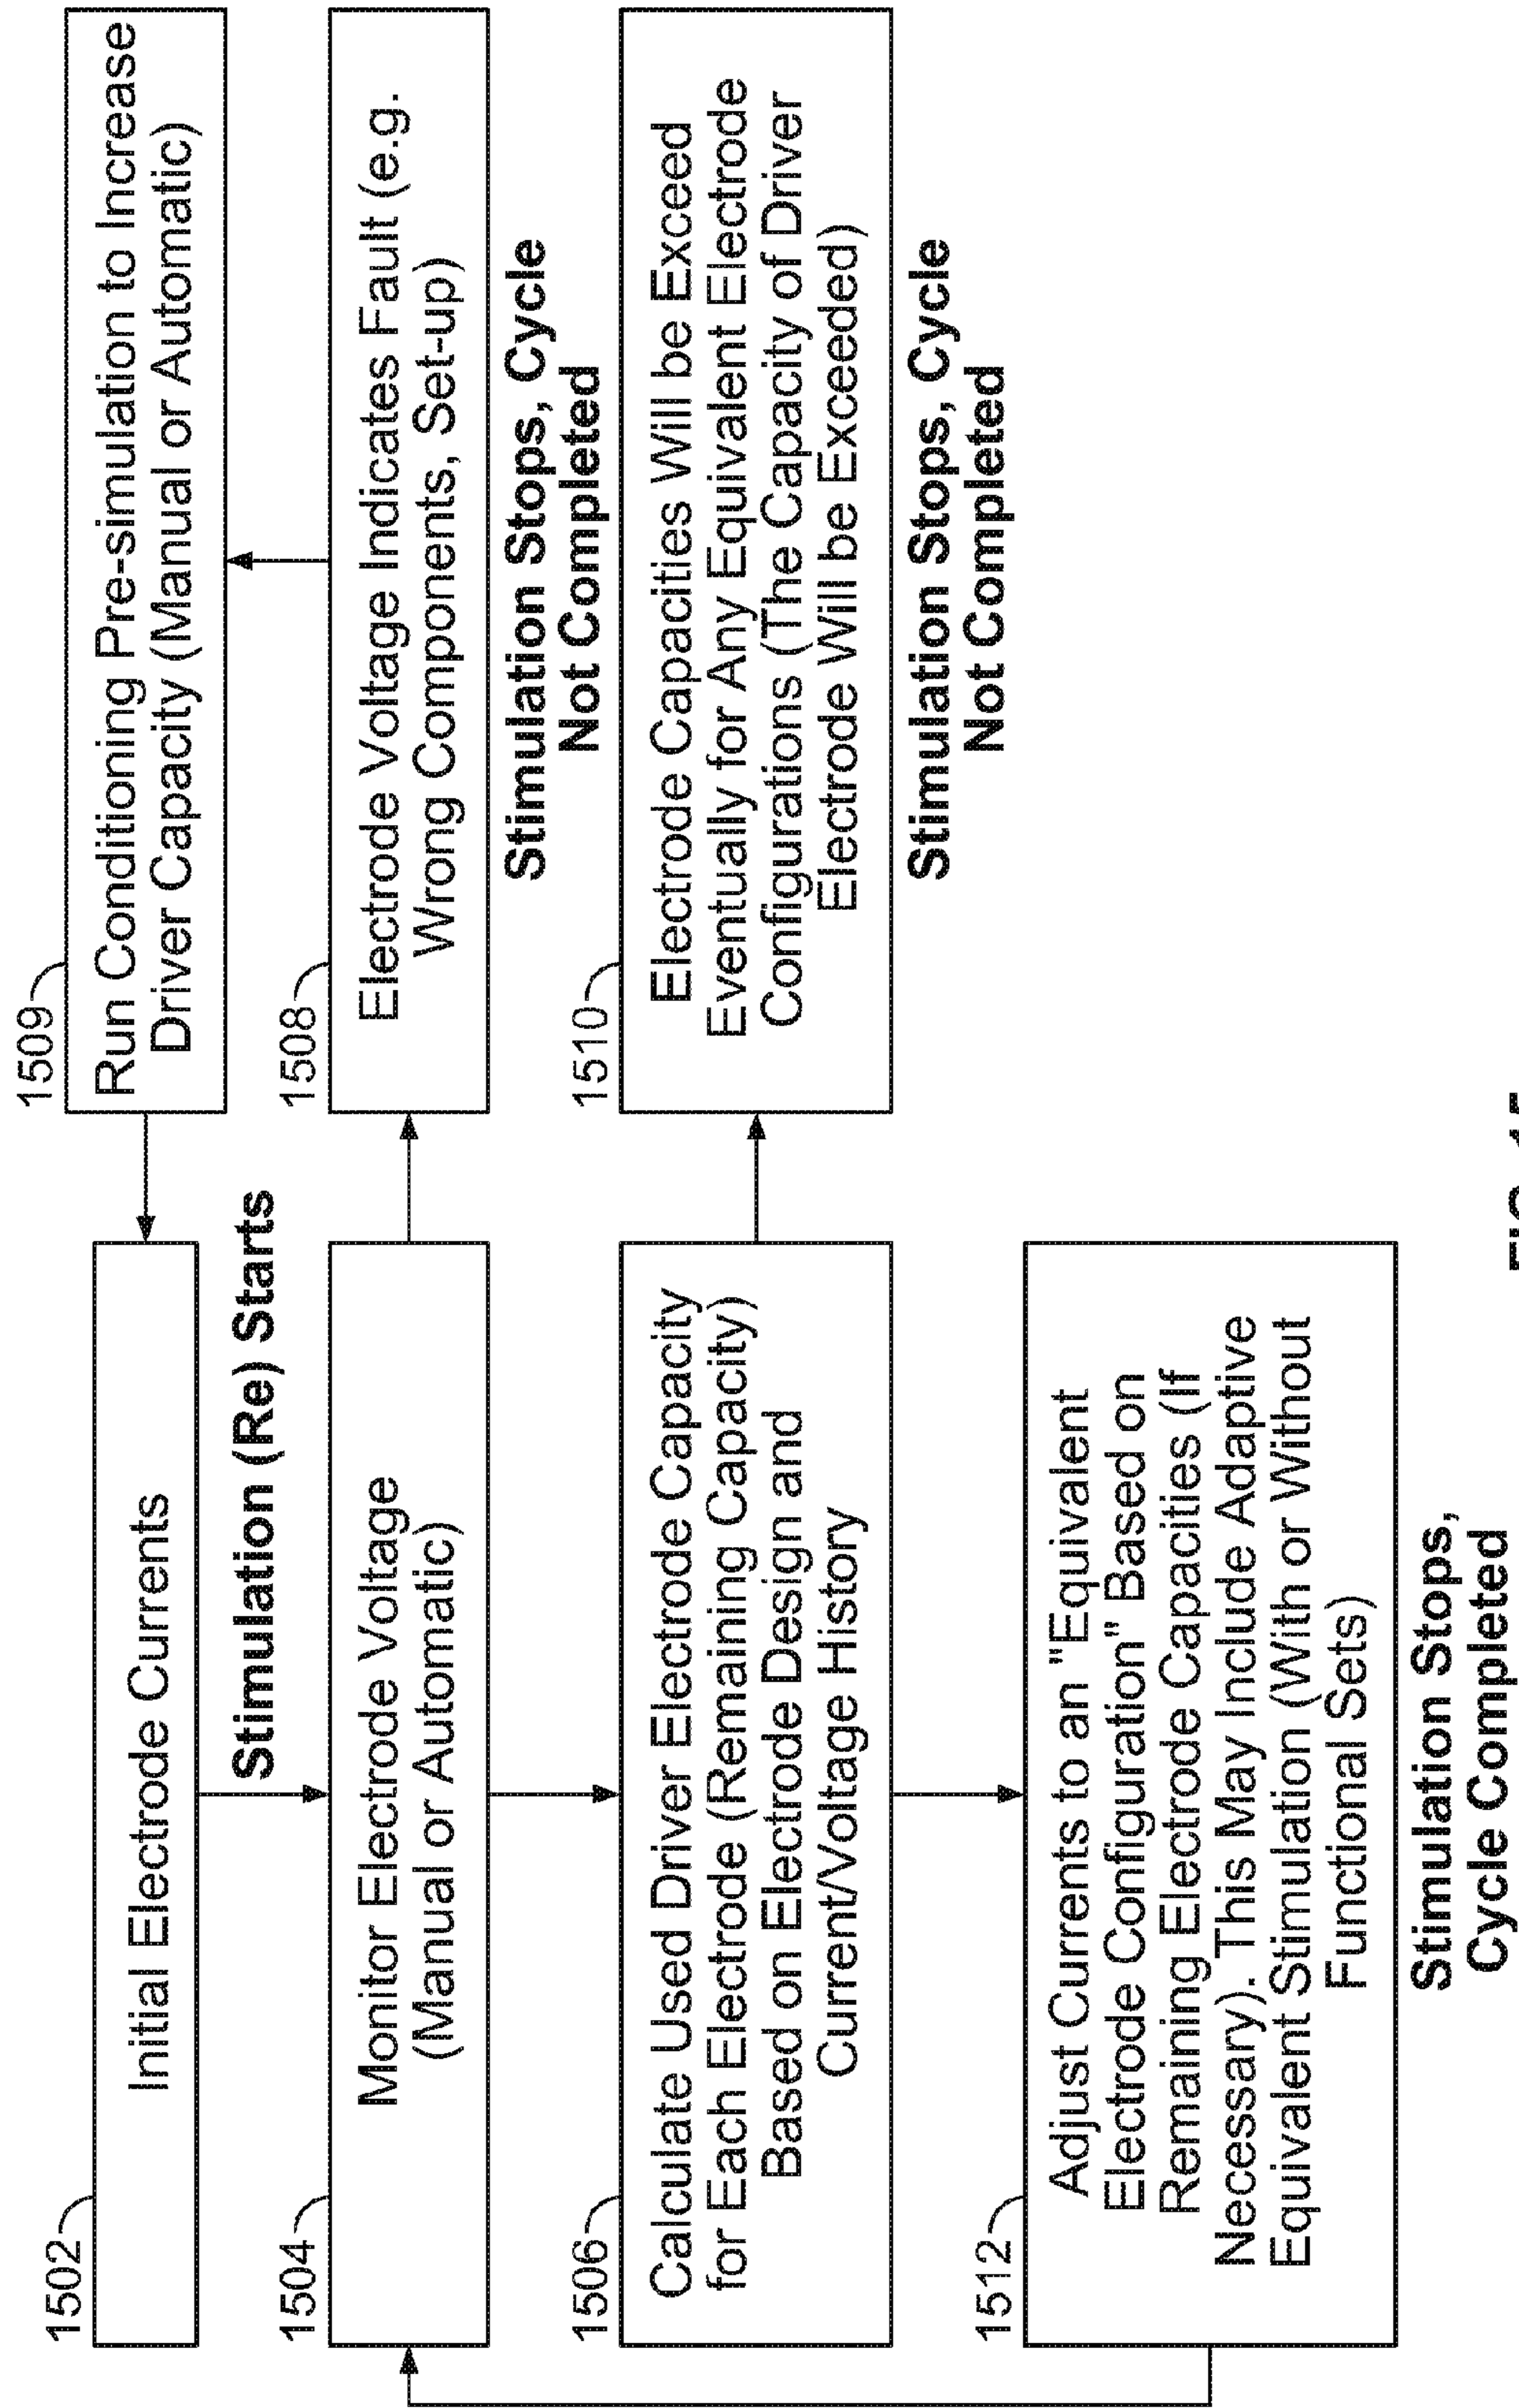 1502
Initial Electrode Currents
Stimulation (Re) Starts
1504
Monitor Electrode Voltage
(Manual or Automatic)
1506
Calculate Used Driver Electrode Capacity
for Each Electrode (Remaining Capacity)
Based on Electrode Design and
Current/Voltage History
1512
Adjust Currents to an "Equivalent
Electrode Configuration" Based on
Remaining Electrode Capacities (If
Necessary). This May Include Adaptive
Equivalent Stimulation (With or Without
Functional Sets)
Stimulation Stops,
Cycle Completed
1509
Run Conditioning Pre-simulation to Increase
Driver Capacity (Manual or Automatic)
1508
Electrode Voltage Indicates Fault (e.g.
Wrong Components, Set-up)
Stimulation Stops, Cycle
Not Completed
1510
Electrode Capacities Will be Exceed
Eventually for Any Equivalent Electrode
Configurations (The Capacity of Driver
Electrode Will be Exceeded)
Stimulation Stops, Cycle
Not Completed